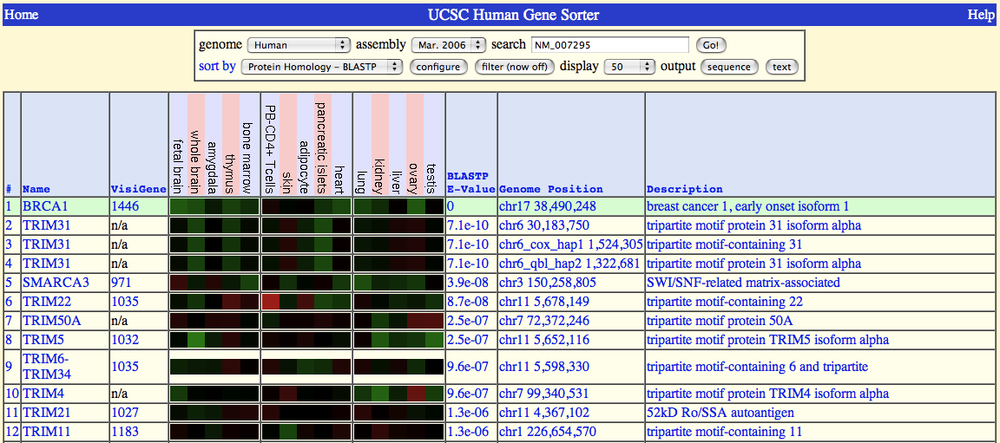 Home UCSC Human Gene Sorter Help
genome Human assembly Mar. 2006 search NM_007295 Go!
sort by Protein Homology - BLASTP configure filter (now off) display 50 output sequence text
# Name VisiGene fetal brain whole brain amygdala thymus bone marrow PB-CD4+ Tcells skin adipocyte pancreatic islets heart lung kidney liver ovary testis BLASTP E-Value Genome Position Description
1 BRCA1 1446 0 chr17 38,490,248 breast cancer 1, early onset isoform 1
2 TRIM31 n/a 7.1e-10 chr6 30,183,750 tripartite motif protein 31 isoform alpha
3 TRIM31 n/a 7.1e-10 chr6_cox_hap1 1,524,305 tripartite motif-containing 31
4 TRIM31 n/a 7.1e-10 chr6_qbl_hap2 1,322,681 tripartite motif protein 31 isoform alpha
5 SMARCA3 971 3.9e-08 chr3 150,258,805 SWI/SNF-related matrix-associated
6 TRIM22 1035 8.7e-08 chr11 5,678,149 tripartite motif-containing 22
7 TRIM50A n/a 2.5e-07 chr7 72,372,246 tripartite motif protein 50A
8 TRIM5 1032 2.5e-07 chr11 5,652,116 tripartite motif protein TRIM5 isoform alpha
9 TRIM6-TRIM34 1035 9.6e-07 chr11 5,598,330 tripartite motif-containing 6 and tripartite
10 TRIM4 n/a 9.6e-07 chr7 99,340,531 tripartite motif protein TRIM4 isoform alpha
11 TRIM21 1027 1.3e-06 chr11 4,367,102 52kD Ro/SSA autoantigen
12 TRIM11 1183 1.3e-06 chr1 226,654,570 tripartite motif-containing 11